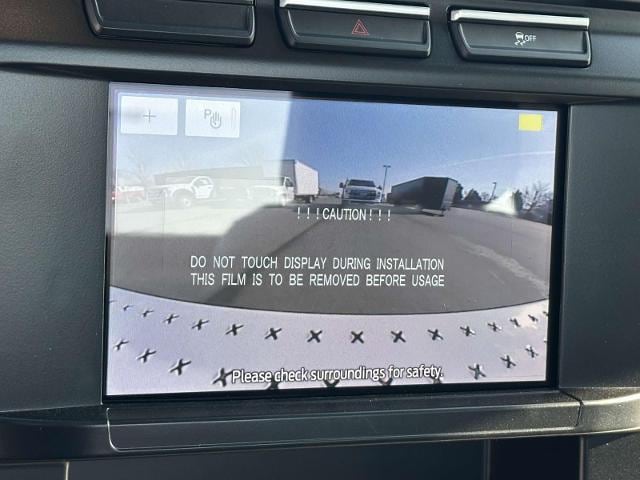 OFF
+
P
!!!CAUTION!!!
DO NOT TOUCH DISPLAY DURING INSTALLATION
THIS FILM IS TO BE REMOVED BEFORE USAGE
Please check surroundings for safety.